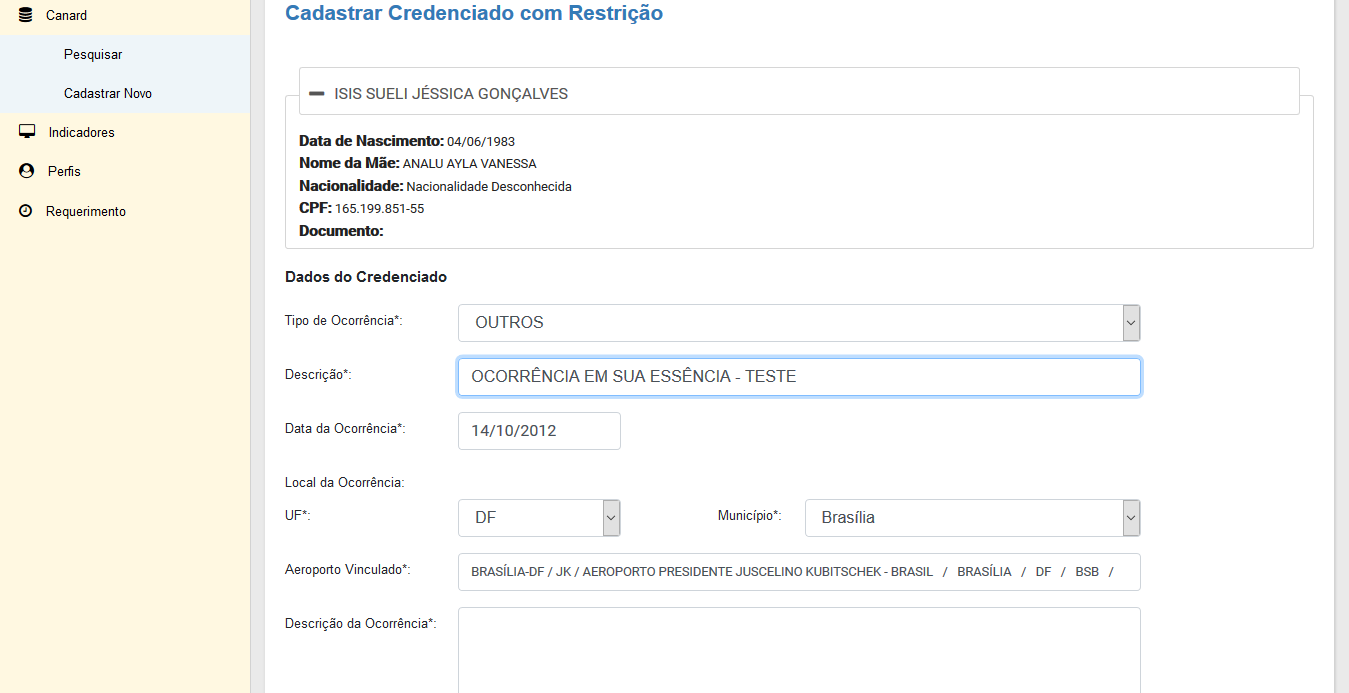 Canard
Pesquisar
Cadastrar Novo
Indicadores
Perfis
Requerimento
Cadastrar Credenciado com Restrição
ISIS SUELI JÉSSICA GONÇALVES
Data de Nascimento: 04/06/1983
Nome da Mãe: ANALU AYLA VANESSA
Nacionalidade: Nacionalidade Desconhecida
CPF: 165.199.851-55
Documento:
Dados do Credenciado
Tipo de Ocorrência*: OUTROS
Descrição*: OCORRÊNCIA EM SUA ESSÊNCIA - TESTE
Data da Ocorrência*: 14/10/2012
Local da Ocorrência:
UF*: DF Município*: Brasília
Aeroporto Vinculado*: BRASÍLIA-DF / JK / AEROPORTO PRESIDENTE JUSCELINO KUBITSCHEK - BRASIL / BRASÍLIA / DF / BSB /
Descrição da Ocorrência*: